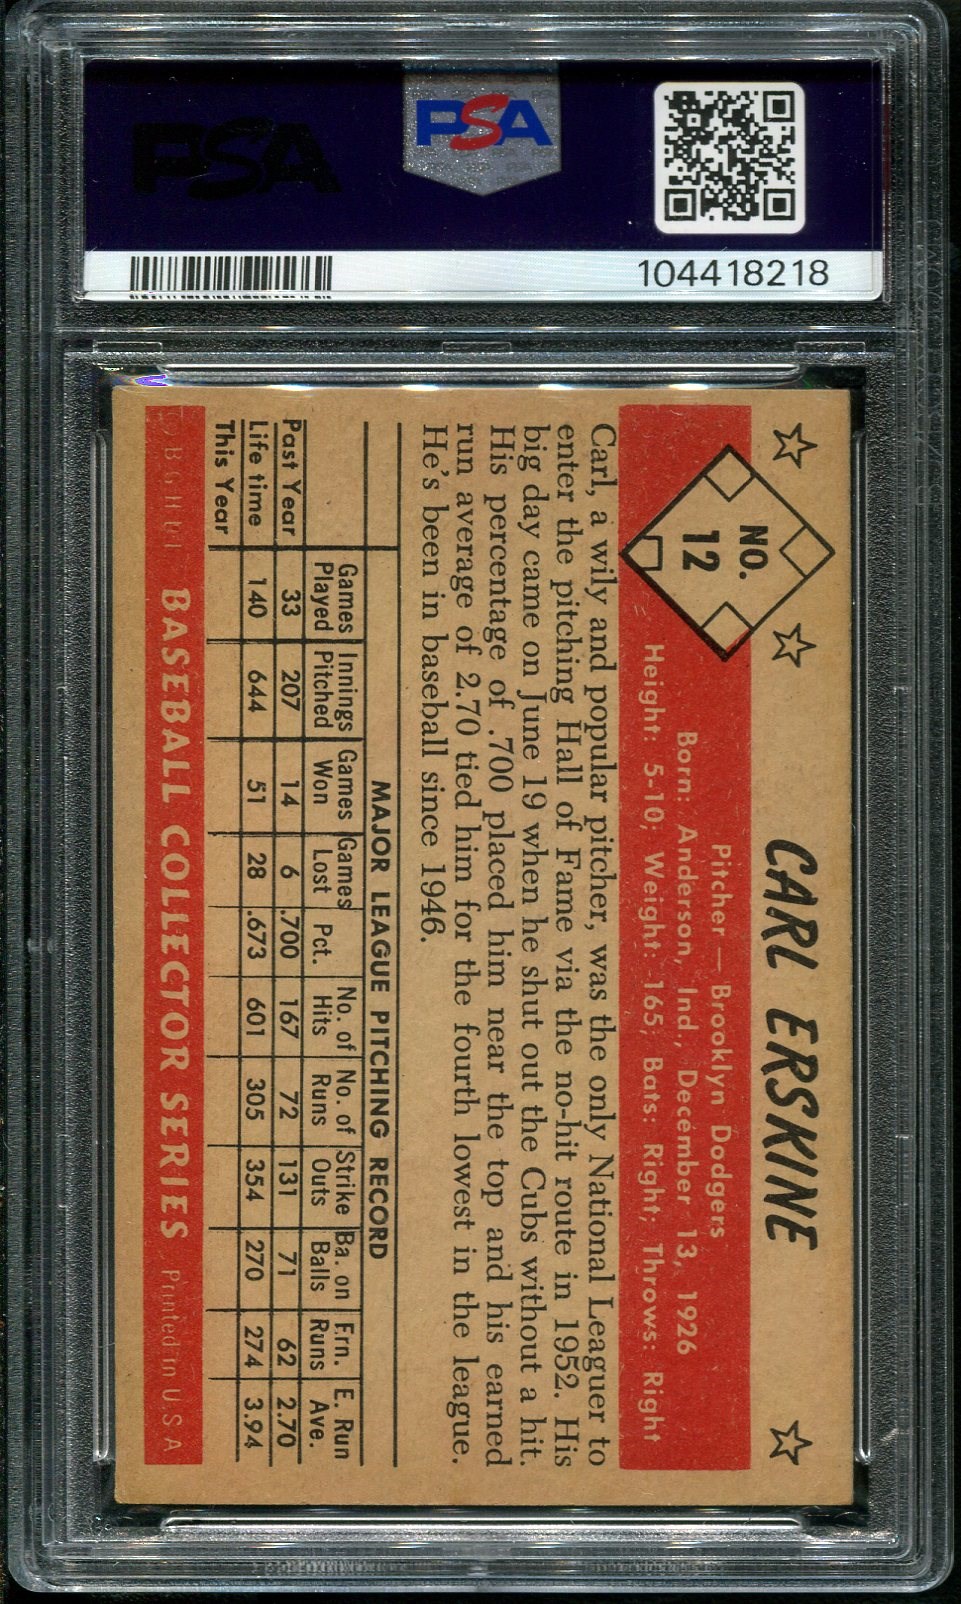 PSA
PSA
104418218
NO.
12
CARL ERSKINE
Pitcher — Brooklyn Dodgers
Born: Anderson, Ind., December 13, 1926
Height: 5-10; Weight: 165; Bats: Right; Throws: Right
Carl, a wily and popular pitcher, was the only National Leaguer to
enter the pitching Hall of Fame via the no-hit route in 1952. His
big day came on June 19 when he shut out the Cubs without a hit.
His percentage of .700 placed him near the top and his earned
run average of 2.70 tied him for the fourth lowest in the league.
He's been in baseball since 1946.
MAJOR LEAGUE PITCHING RECORD
Games Played Innings Pitched Games Won Games Lost Pct. No. of Hits No. of Runs Strike Outs Ba. on Balls Ern. Runs E. Run Ave.
Past Year 33 207 14 6 .700 167 72 131 71 62 2.70
Life time 140 644 51 28 .673 601 305 354 270 274 3.94
This Year
BASEBALL COLLECTOR SERIES Printed in U.S.A